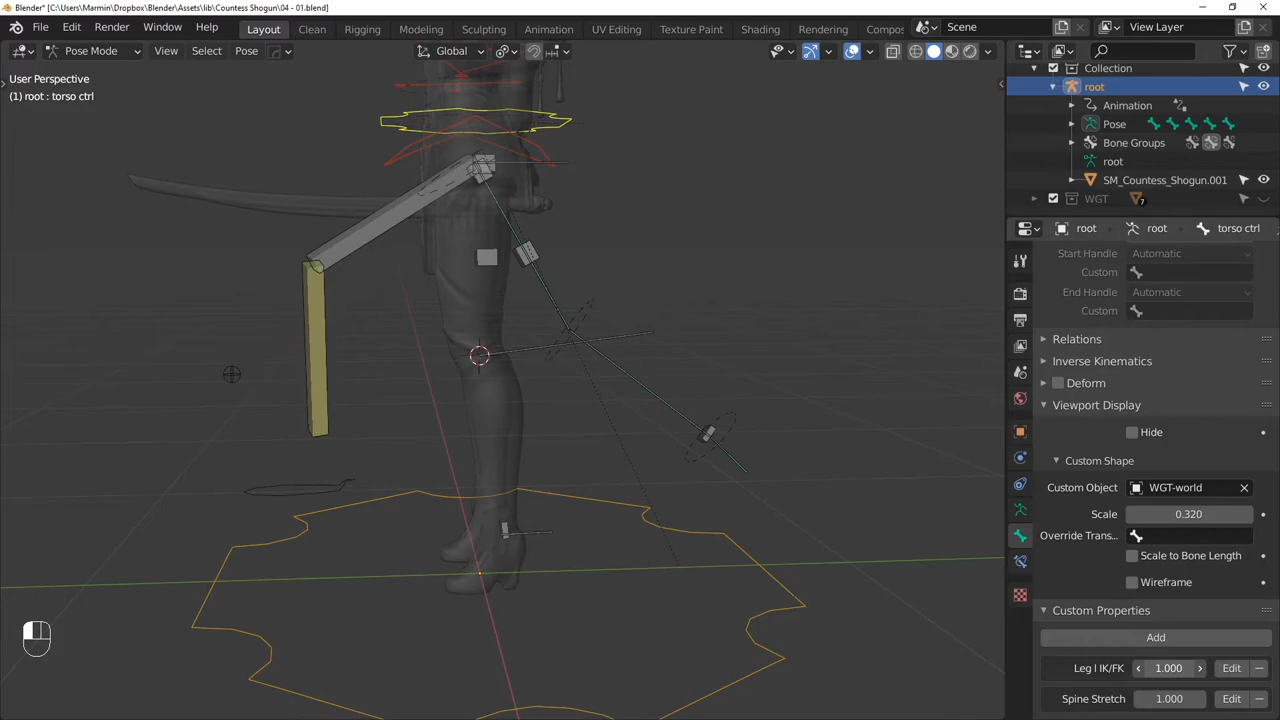 Blender* [C:\Users\Marmin\Dropbox\Blender\Assets\lib\Countess Shogun\04 - 01.blend]
File Edit Render Window Help Layout Clean Rigging Modeling Sculpting Animation UV Editing Texture Paint Shading Rendering Compos Scene View Layer
Pose Mode View Select Pose Global
User Perspective
(1) root : torso ctrl
Collection
root
Animation
Pose
Bone Groups
root
SM_Countess_Shogun.001
WGT 7
root root torso ctrl
Start Handle Automatic
Custom
End Handle Automatic
Custom
Relations
Inverse Kinematics
Deform
Viewport Display
Hide
Custom Shape
Custom Object WGT-world
Scale 0.320
Override Trans...
Scale to Bone Length
Wireframe
Custom Properties
Add
Leg l IK/FK 1.000 Edit
Spine Stretch 1.000 Edit